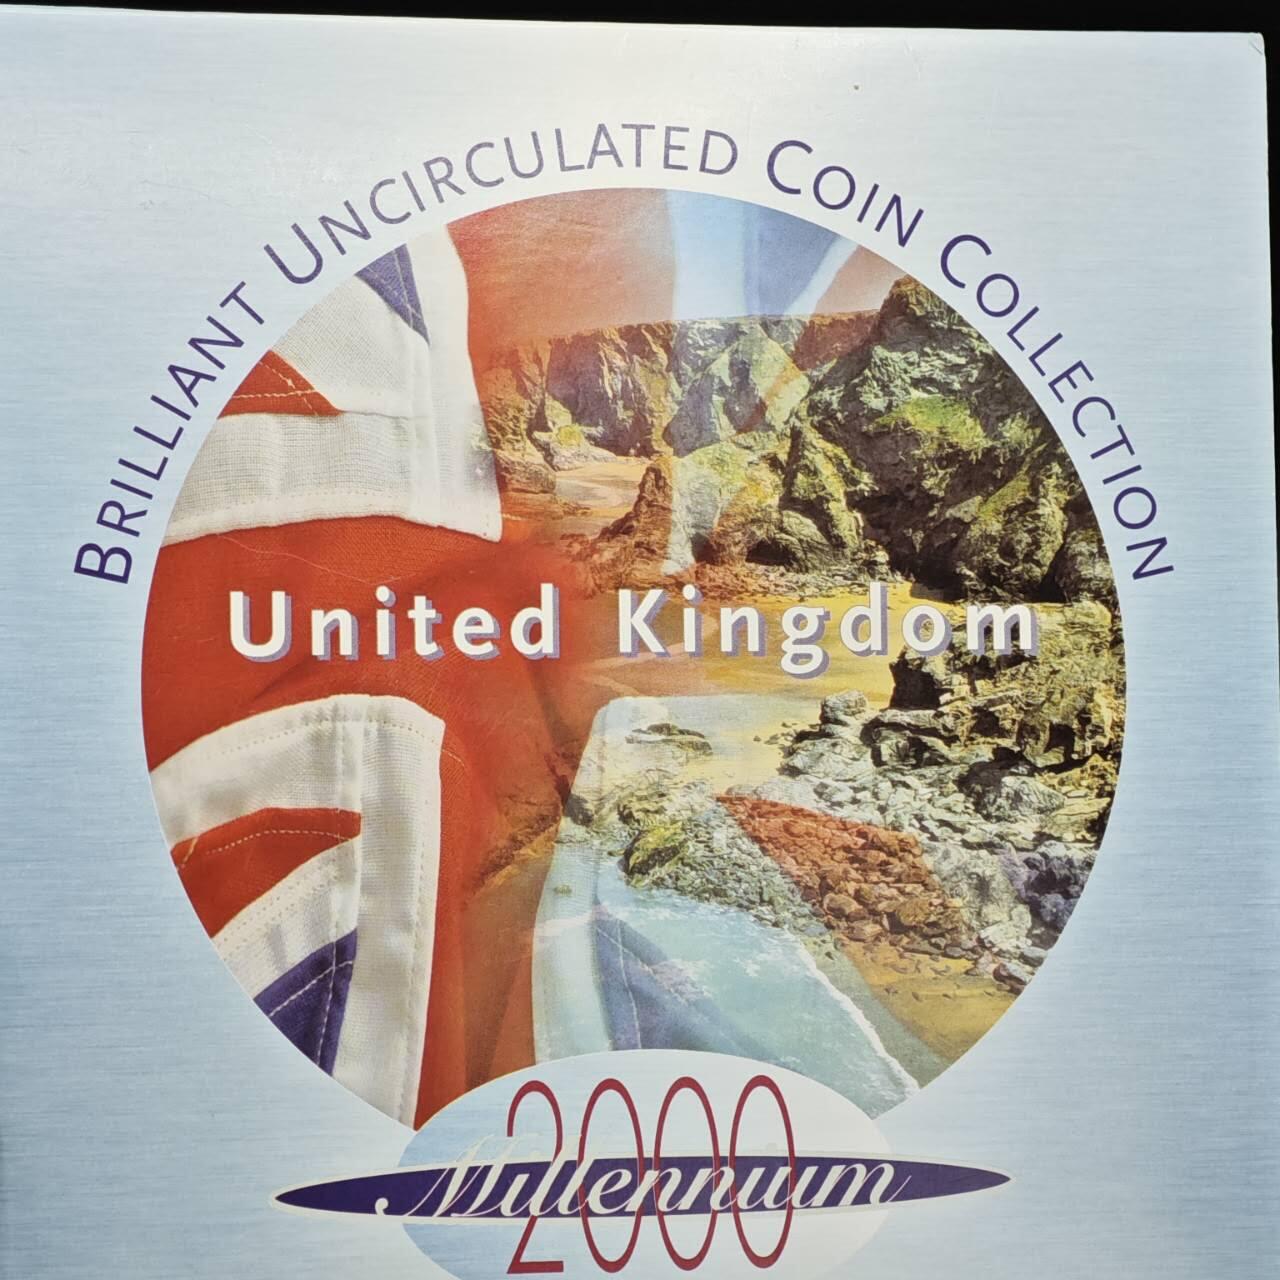 BRILLIANT UNCIRCULATED COIN COLLECTION
United Kingdom
2000
Millennium